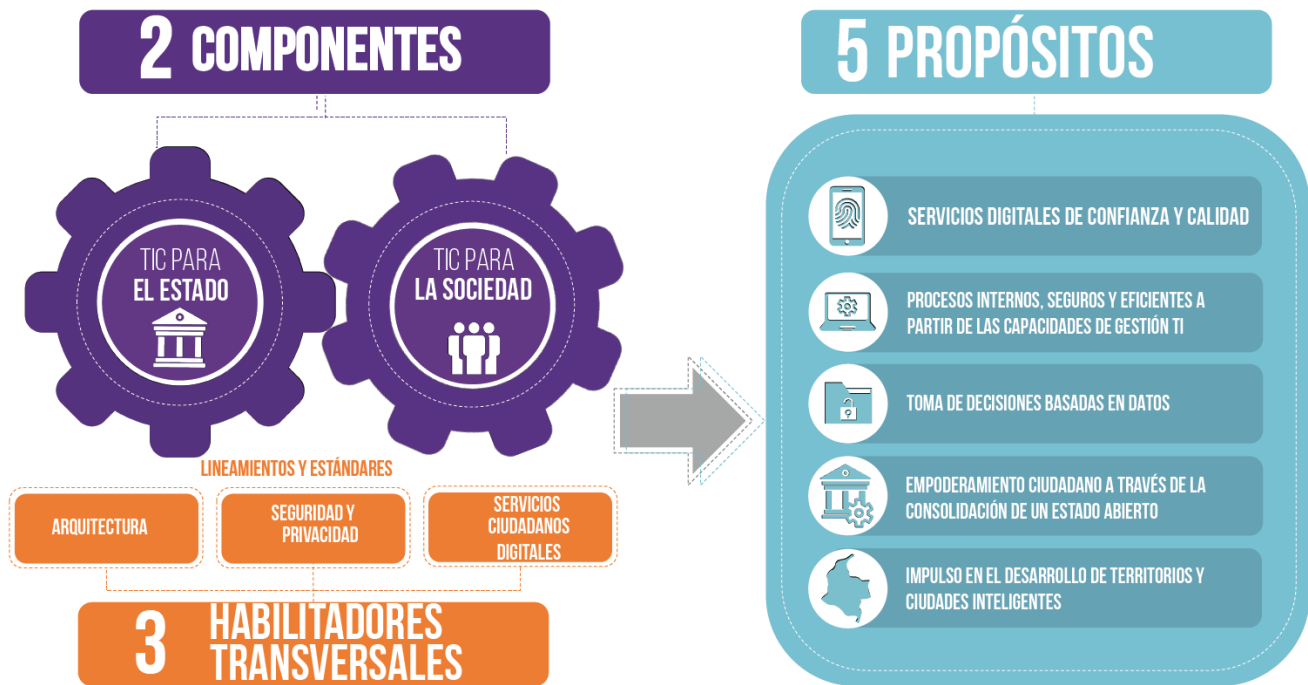 2 COMPONENTES
TIC PARA
EL ESTADO
TIC PARA
LA SOCIEDAD
LINEAMIENTOS Y ESTÁNDARES
ARQUITECTURA
SEGURIDAD Y
PRIVACIDAD
SERVICIOS
CIUDADANOS
DIGITALES
3 HABILITADORES
TRANSVERSALES
5 PROPÓSITOS
SERVICIOS DIGITALES DE CONFIANZA Y CALIDAD
PROCESOS INTERNOS, SEGUROS Y EFICIENTES A
PARTIR DE LAS CAPACIDADES DE GESTIÓN TI
TOMA DE DECISIONES BASADAS EN DATOS
EMPODERAMIENTO CIUDADANO A TRAVÉS DE LA
CONSOLIDACIÓN DE UN ESTADO ABIERTO
IMPULSO EN EL DESARROLLO DE TERRITORIOS Y
CIUDADES INTELIGENTES